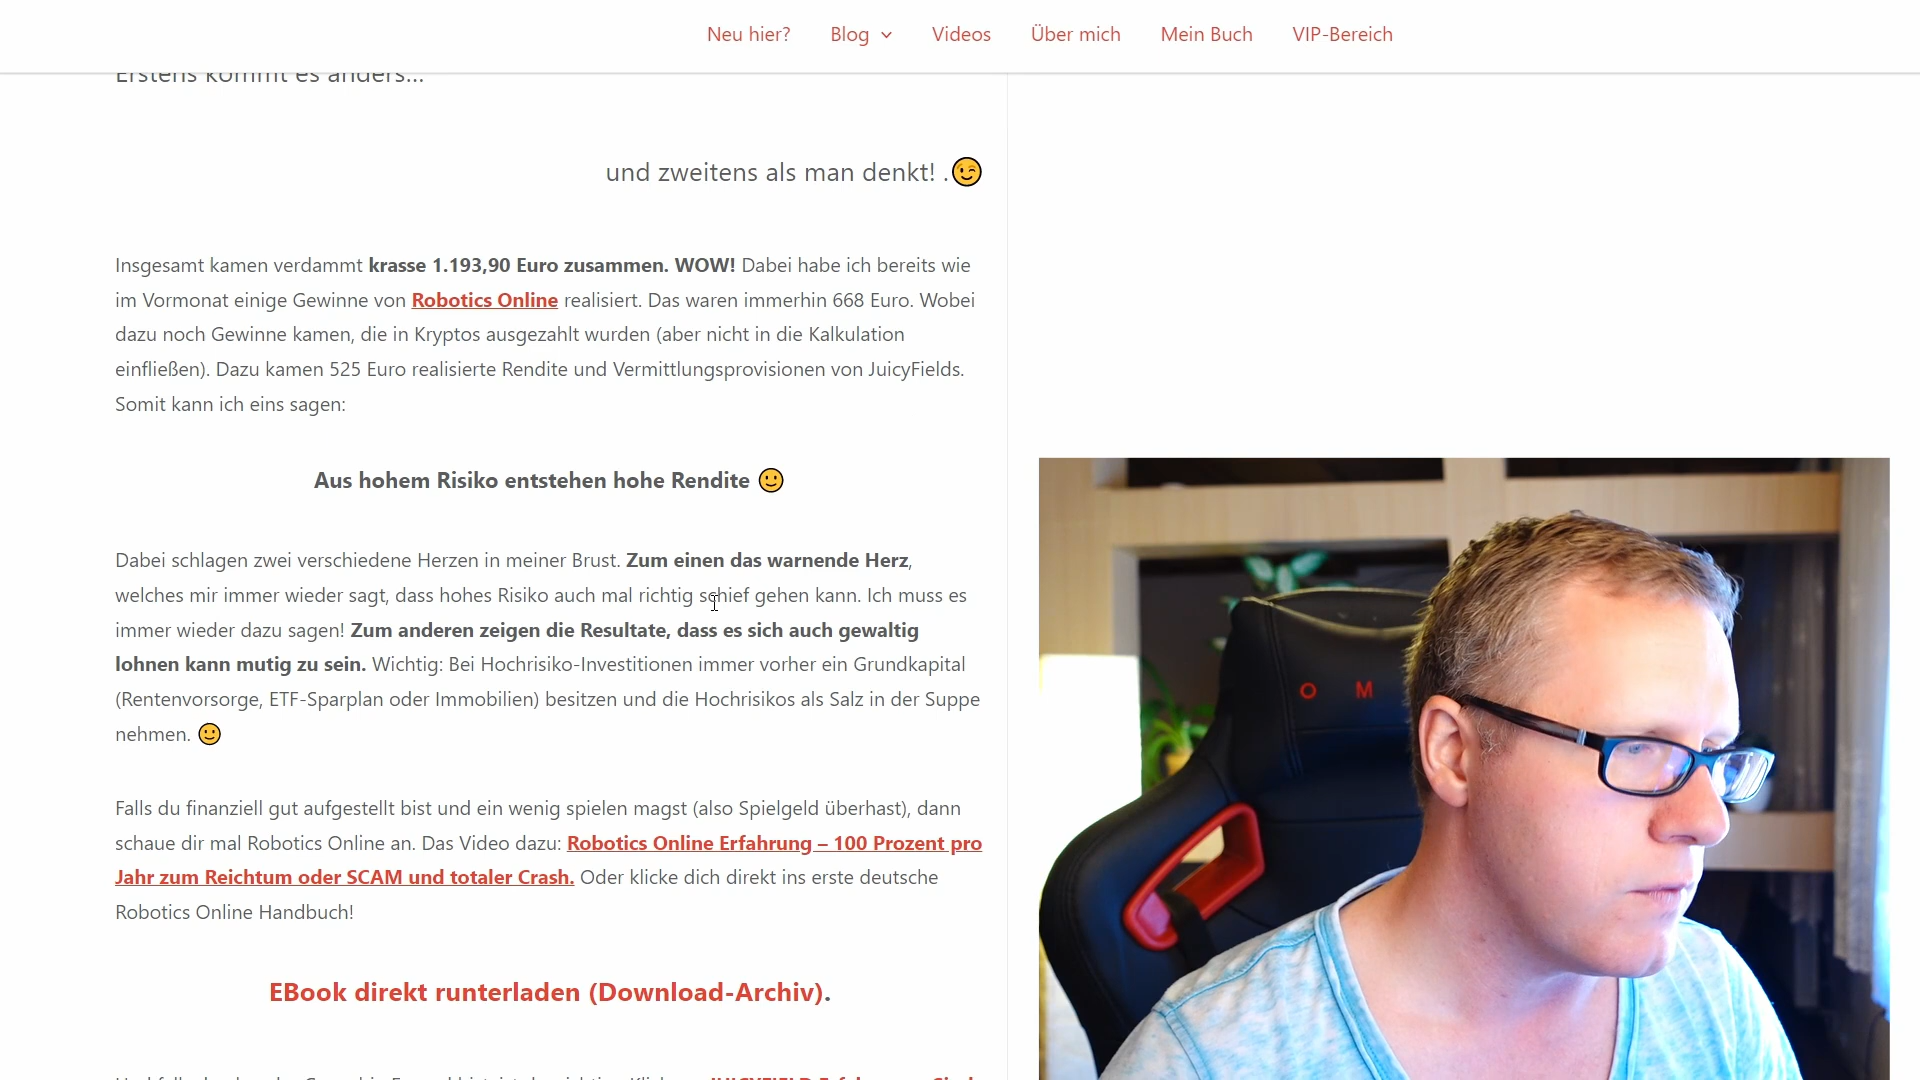 Neu hier? Blog Videos Über mich Mein Buch VIP-Bereich
Erstens kommt es anders...
und zweitens als man denkt! .😉
Insgesamt kamen verdammt krasse 1.193,90 Euro zusammen. WOW! Dabei habe ich bereits wie
im Vormonat einige Gewinne von Robotics Online realisiert. Das waren immerhin 668 Euro. Wobei
dazu noch Gewinne kamen, die in Kryptos ausgezahlt wurden (aber nicht in die Kalkulation
einfließen). Dazu kamen 525 Euro realisierte Rendite und Vermittlungsprovisionen von JuicyFields.
Somit kann ich eins sagen:
Aus hohem Risiko entstehen hohe Rendite 🙂
Dabei schlagen zwei verschiedene Herzen in meiner Brust. Zum einen das warnende Herz,
welches mir immer wieder sagt, dass hohes Risiko auch mal richtig schief gehen kann. Ich muss es
immer wieder dazu sagen! Zum anderen zeigen die Resultate, dass es sich auch gewaltig
lohnen kann mutig zu sein. Wichtig: Bei Hochrisiko-Investitionen immer vorher ein Grundkapital
(Rentenvorsorge, ETF-Sparplan oder Immobilien) besitzen und die Hochrisikos als Salz in der Suppe
nehmen. 🙂
Falls du finanziell gut aufgestellt bist und ein wenig spielen magst (also Spielgeld überhast), dann
schaue dir mal Robotics Online an. Das Video dazu: Robotics Online Erfahrung – 100 Prozent pro
Jahr zum Reichtum oder SCAM und totaler Crash. Oder klicke dich direkt ins erste deutsche
Robotics Online Handbuch!
EBook direkt runterladen (Download-Archiv).
O M